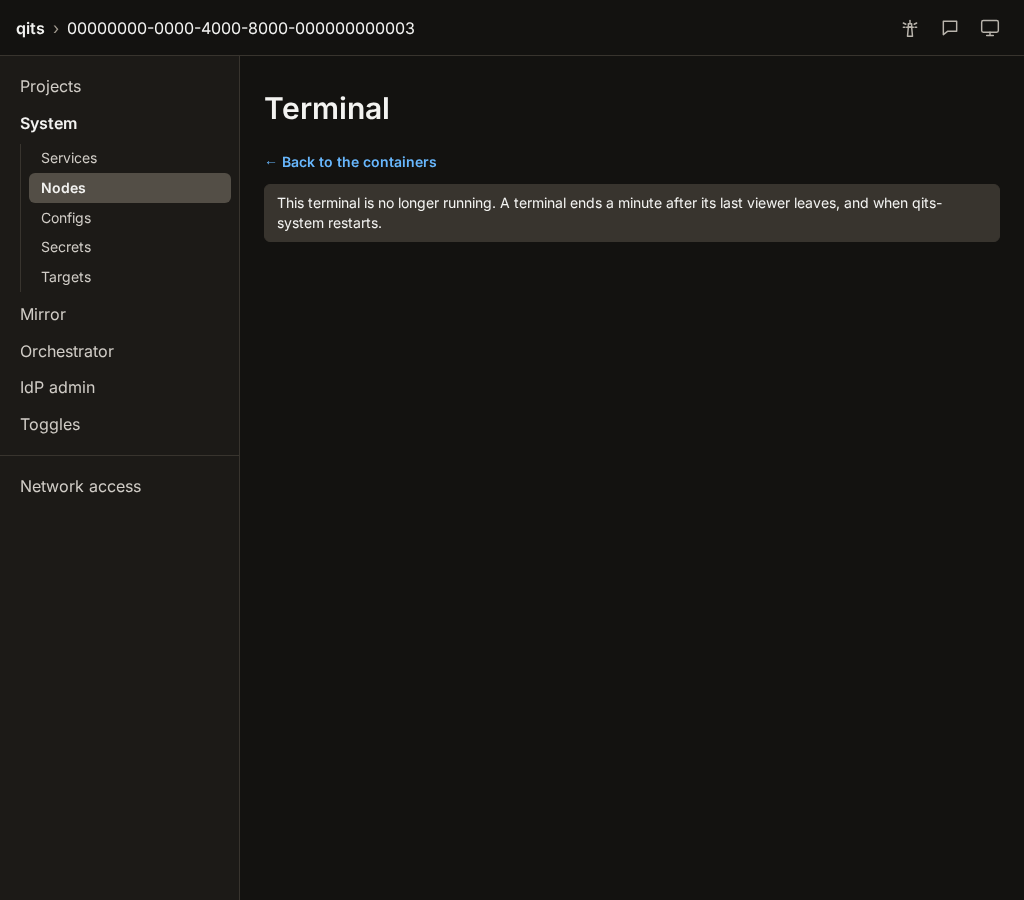 qits › 00000000-0000-4000-8000-000000000003
Projects
System
Services
Nodes
Configs
Secrets
Targets
Mirror
Orchestrator
IdP admin
Toggles
Network access
Terminal
← Back to the containers
This terminal is no longer running. A terminal ends a minute after its last viewer leaves, and when qits-
system restarts.